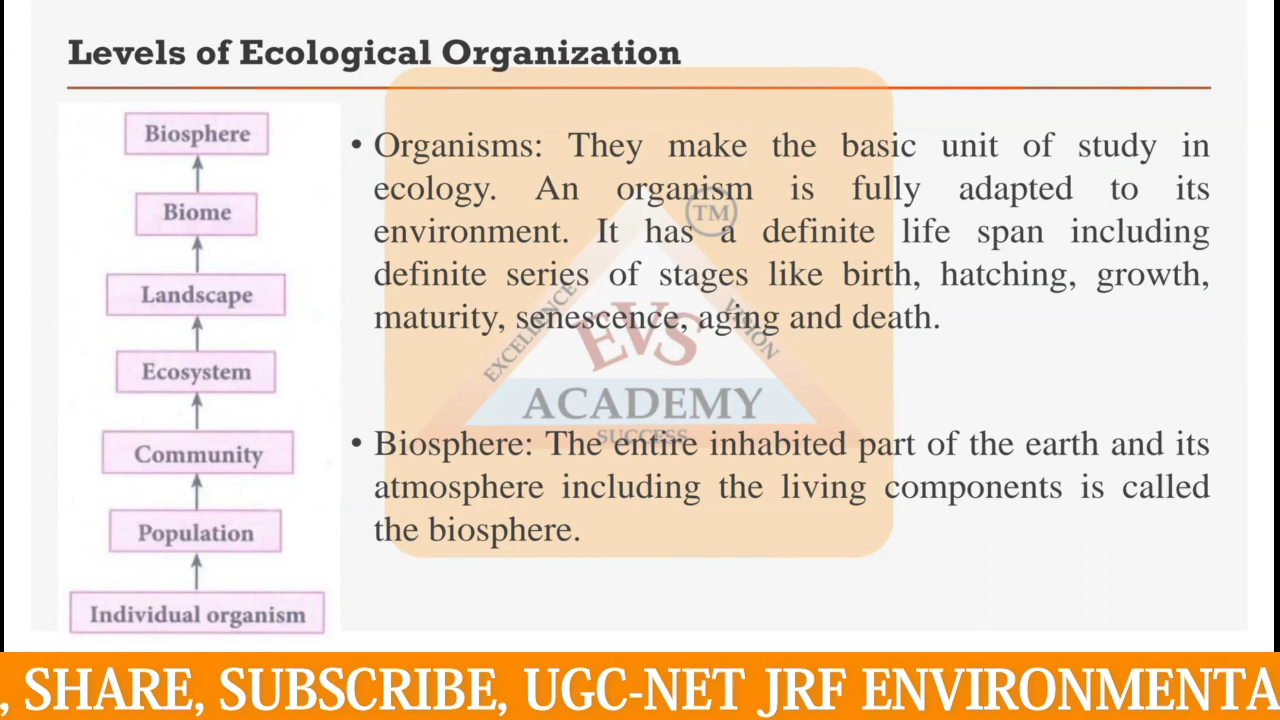 Levels of Ecological Organization
Biosphere
Biome
Landscape
Ecosystem
Community
Population
Individual organism
• Organisms: They make the basic unit of study in
ecology. An organism is fully adapted to its
environment. It has a definite life span including
definite series of stages like birth, hatching, growth,
maturity, senescence, aging and death.
• Biosphere: The entire inhabited part of the earth and its
atmosphere including the living components is called
the biosphere.
TM
EXCELLENCE
VISION
EVS
ACADEMY
SUCCESS
, SHARE, SUBSCRIBE, UGC-NET JRF ENVIRONMENTA